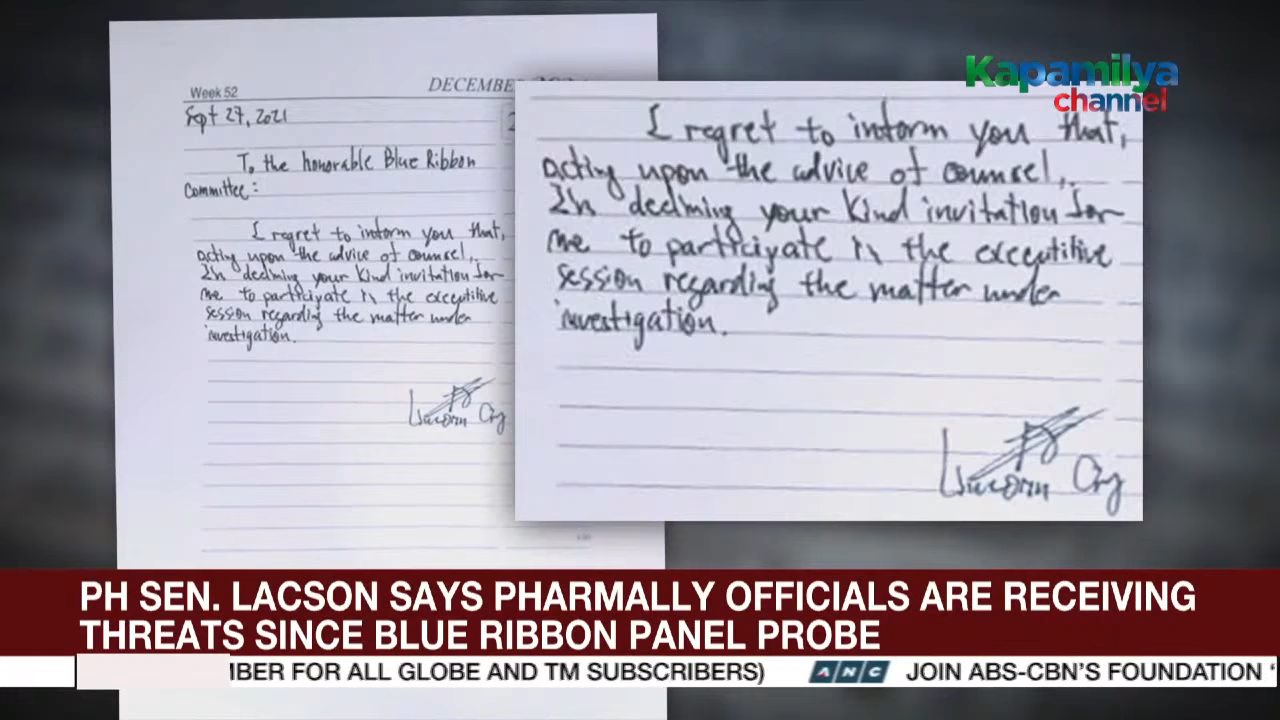 Kapamilya
channel
Week 52
DECEMBER
Sept 27, 2021
To the honorable Blue Ribbon
Committee:
I regret to inform you that,
acting upon the advice of counsel,
declining your kind invitation for
me to participate in the executive
session regarding the matter under
investigation.
I regret to inform you that,
acting upon the advice of counsel,
declining your kind invitation for
me to participate in the executive
session regarding the matter under
investigation.
PH SEN. LACSON SAYS PHARMALLY OFFICIALS ARE RECEIVING
THREATS SINCE BLUE RIBBON PANEL PROBE
MBER FOR ALL GLOBE AND TM SUBSCRIBERS) ANC JOIN ABS-CBN'S FOUNDATION